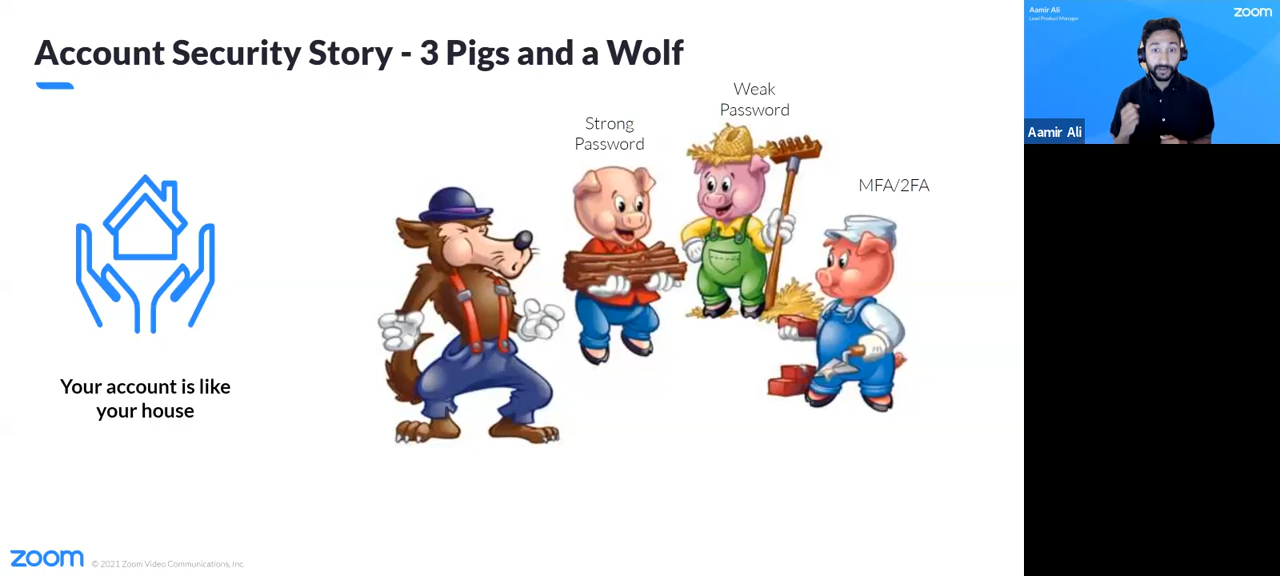 Account Security Story - 3 Pigs and a Wolf
Weak
Password
Strong
Password
MFA/2FA
Your account is like
your house
zoom
© 2021 Zoom Video Communications, Inc.
Aamir Ali
Lead Product Manager
zoom
Aamir Ali